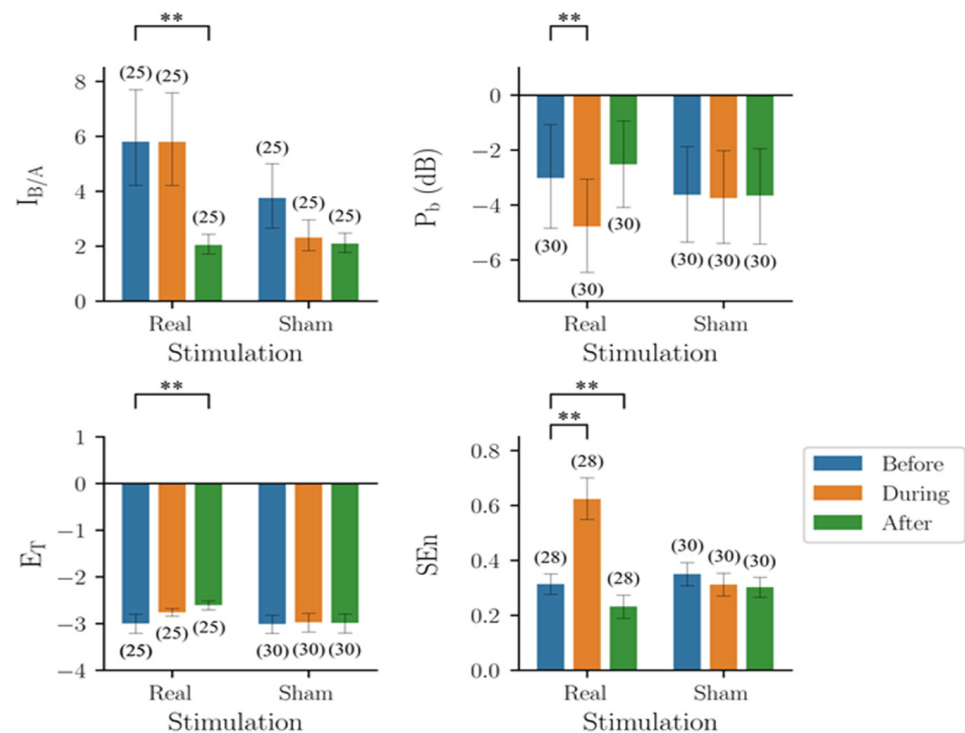 **
I_B/A
8
6
4
2
0
(25)
(25)
(25)
(25)
(25)
(25)
Real
Sham
Stimulation
**
P_b (dB)
0
−2
−4
−6
(30)
(30)
(30)
(30)
(30)
(30)
Real
Sham
Stimulation
**
E_T
1
0
−1
−2
−3
−4
(25)
(25)
(25)
(30)
(30)
(30)
Real
Sham
Stimulation
**
**
SEn
0.8
0.6
0.4
0.2
0.0
(28)
(28)
(28)
(30)
(30)
(30)
Real
Sham
Stimulation
Before
During
After